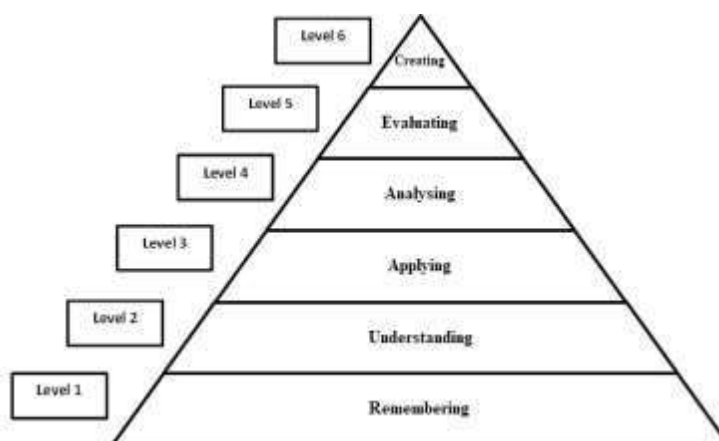 Level 6
Creating
Level 5
Evaluating
Level 4
Analysing
Level 3
Applying
Level 2
Understanding
Level 1
Remembering